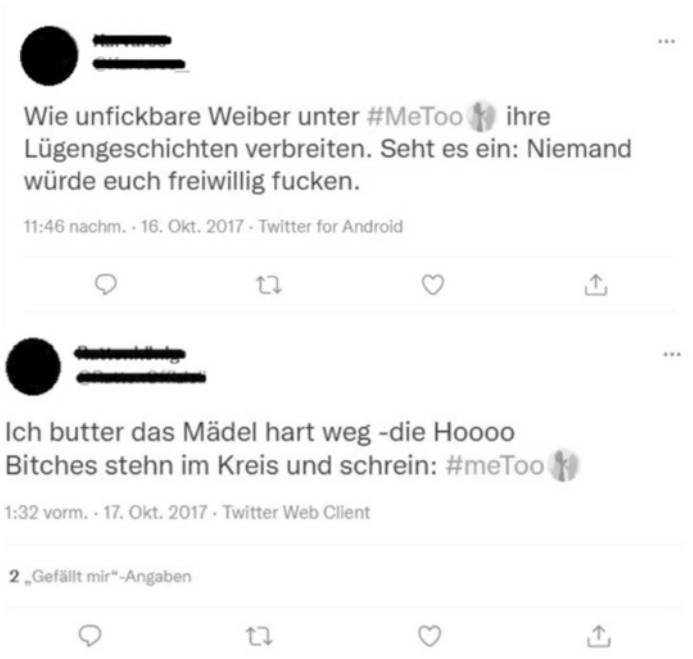 Wie unfickbare Weiber unter #MeToo ihre
Lügengeschichten verbreiten. Seht es ein: Niemand
würde euch freiwillig fucken.
11:46 nachm. · 16. Okt. 2017 · Twitter for Android
Ich butter das Mädel hart weg -die Hoooo
Bitches stehn im Kreis und schrein: #meToo
1:32 vorm. · 17. Okt. 2017 · Twitter Web Client
2 „Gefällt mir“-Angaben